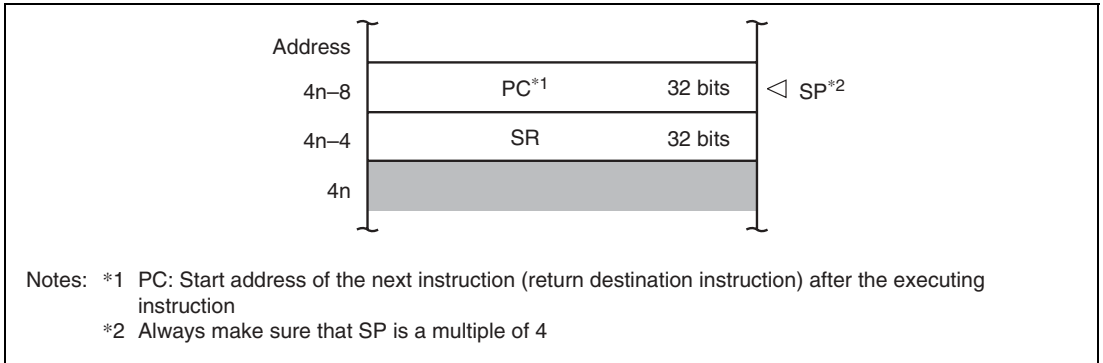 Address
4n–8 PC*1 32 bits SP*2
4n–4 SR 32 bits
4n
Notes: *1 PC: Start address of the next instruction (return destination instruction) after the executing
instruction
*2 Always make sure that SP is a multiple of 4